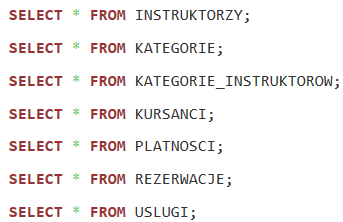 SELECT * FROM INSTRUKTORZY;
SELECT * FROM KATEGORIE;
SELECT * FROM KATEGORIE_INSTRUKTOROW;
SELECT * FROM KURSANCI;
SELECT * FROM PLATNOSCI;
SELECT * FROM REZERWACJE;
SELECT * FROM USLUGI;